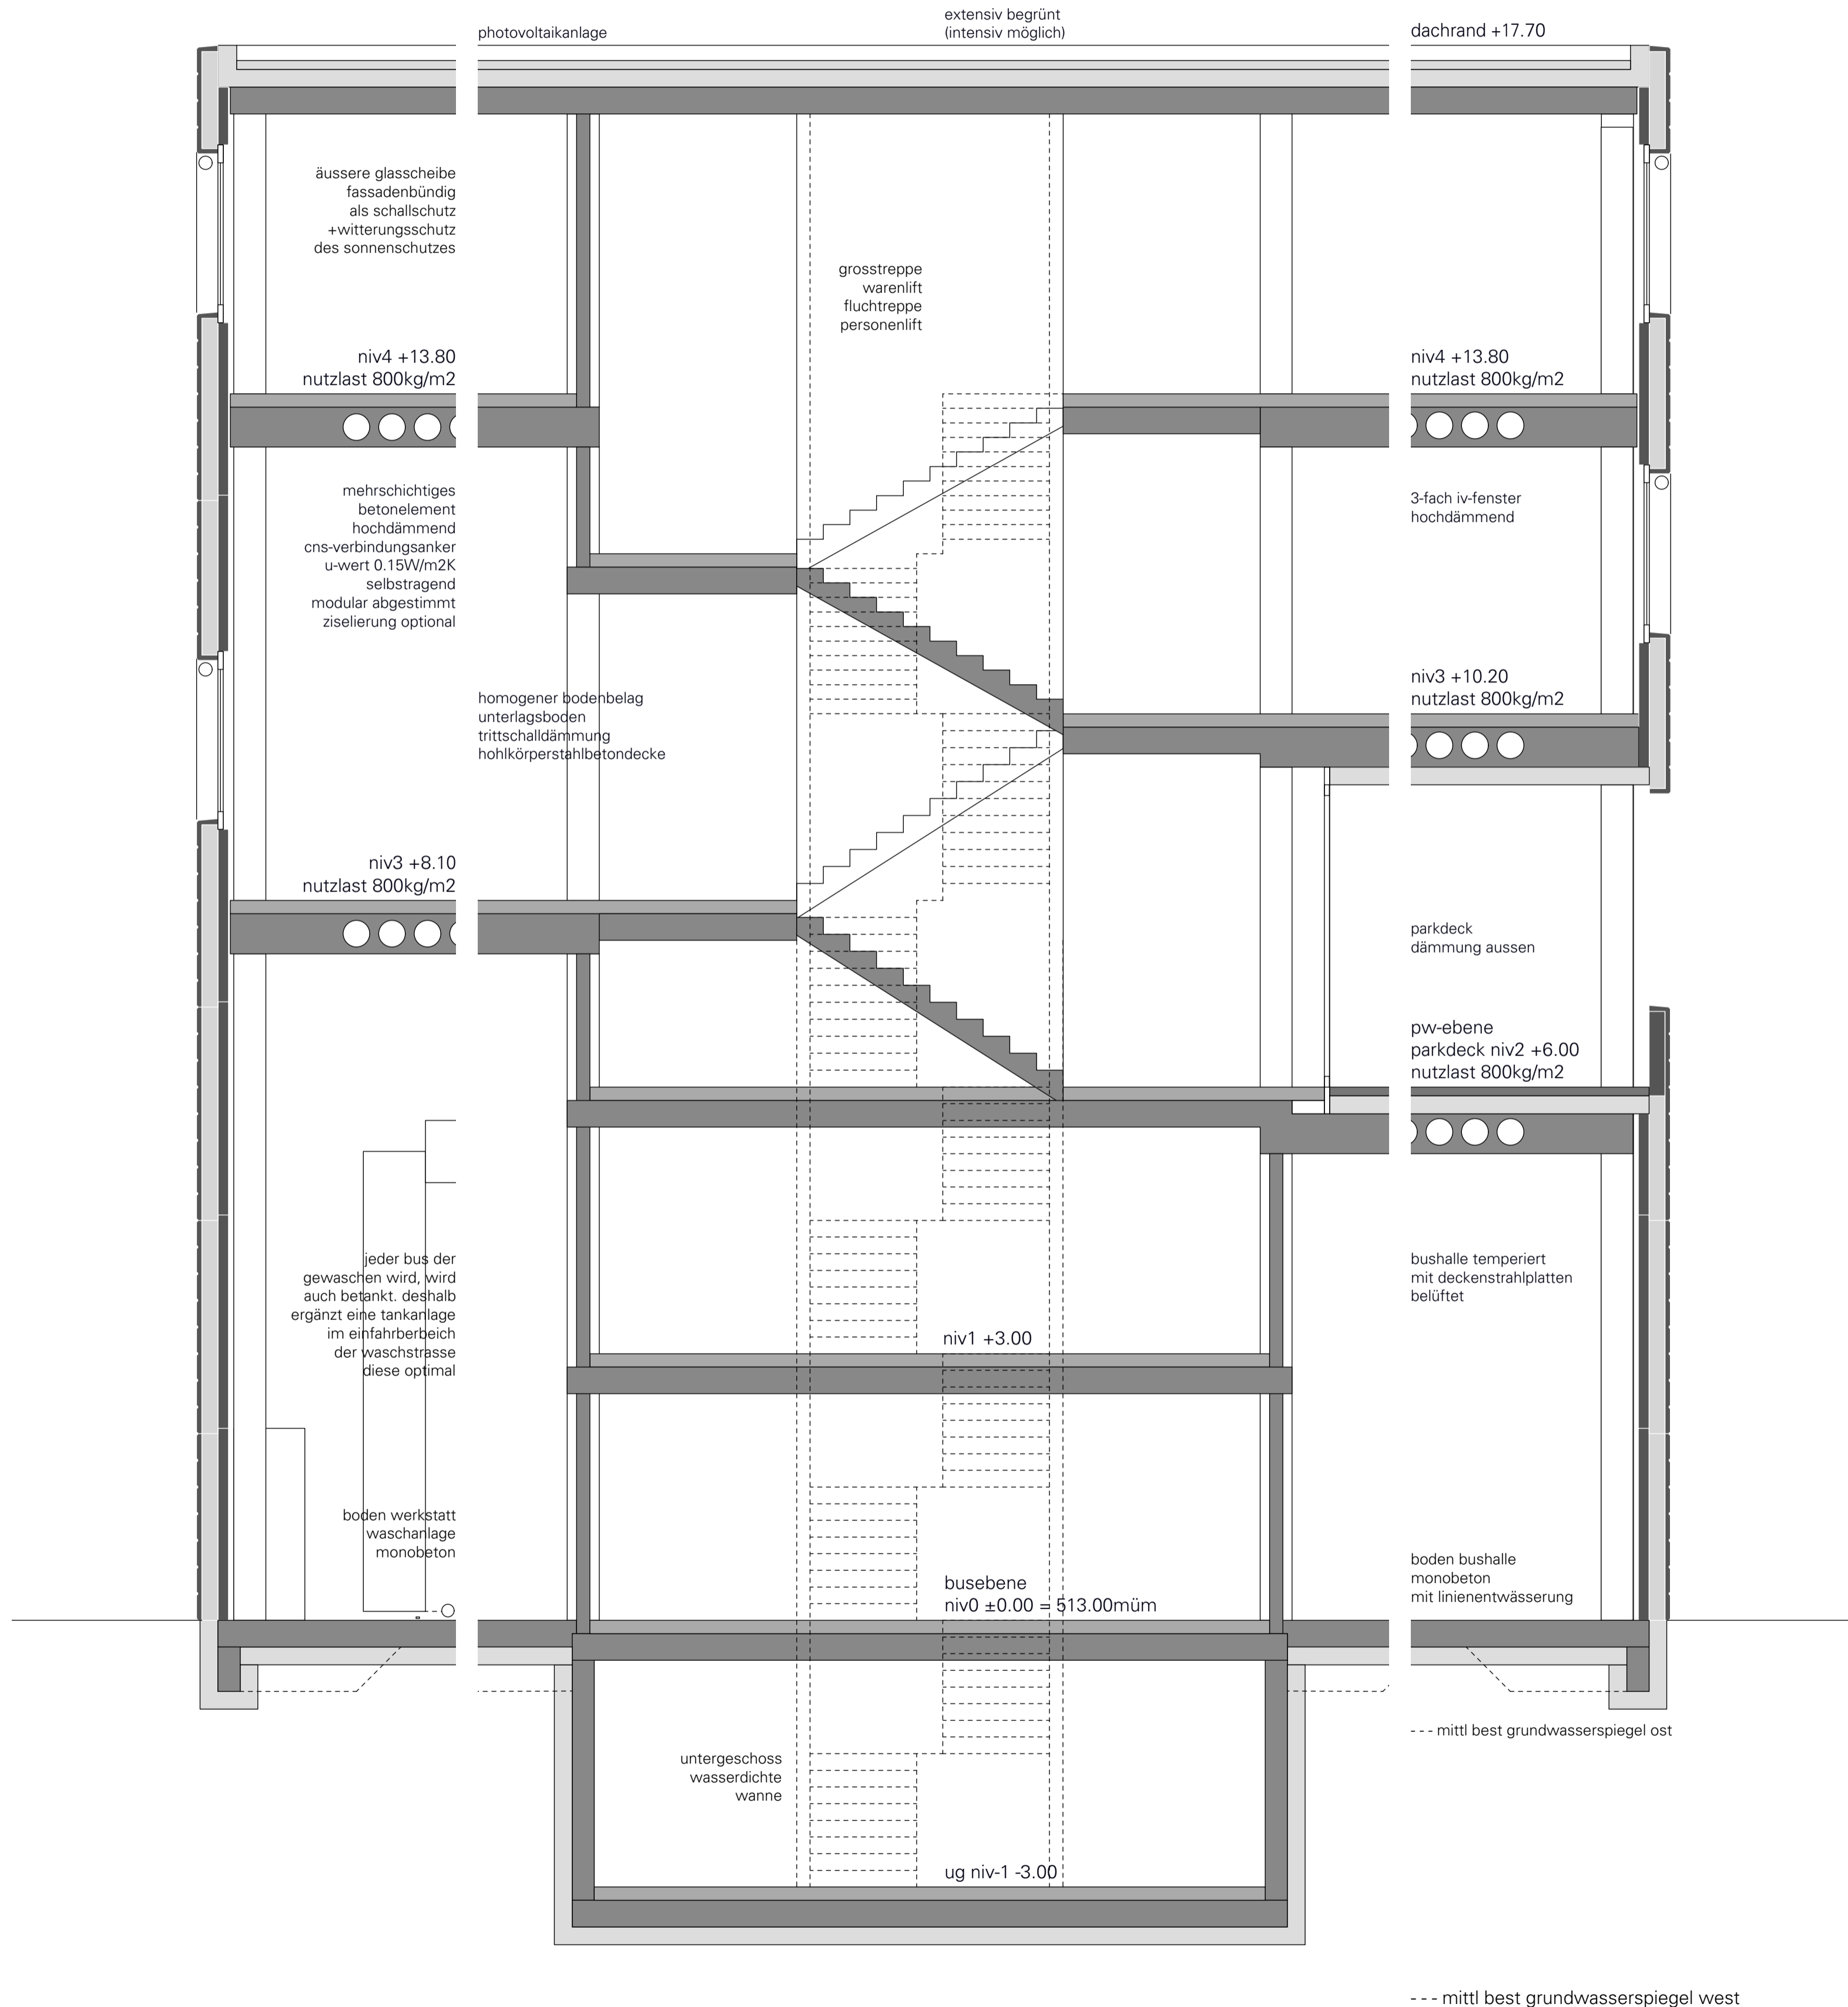 photovoltaikanlage
extensiv begrünt
(intensiv möglich)
dachrand +17.70
äussere glasscheibe
fassadenbündig
als schallschutz
+witterungsschutz
des sonnenschutzes
grosstreppe
warenlift
fluchtreppe
personenlift
niv4 +13.80
nutzlast 800kg/m2
niv4 +13.80
nutzlast 800kg/m2
mehrschichtiges
betonelement
hochdämmend
cns-verbindungsanker
u-wert 0.15W/m2K
selbstragend
modular abgestimmt
ziselierung optional
3-fach iv-fenster
hochdämmend
homogener bodenbelag
unterlagsboden
trittschalldämmung
hohlkörperstahlbetondecke
niv3 +10.20
nutzlast 800kg/m2
niv3 +8.10
nutzlast 800kg/m2
parkdeck
dämmung aussen
pw-ebene
parkdeck niv2 +6.00
nutzlast 800kg/m2
jeder bus der
gewaschen wird, wird
auch betankt. deshalb
ergänzt eine tankanlage
im einfahrberbeich
der waschstrasse
diese optimal
bushalle temperiert
mit deckenstrahlplatten
belüftet
niv1 +3.00
boden werkstatt
waschanlage
monobeton
busebene
niv0 ±0.00 = 513.00müm
boden bushalle
monobeton
mit linienentwässerung
--- mittl best grundwasserspiegel ost
untergeschoss
wasserdichte
wanne
ug niv-1 -3.00
--- mittl best grundwasserspiegel west